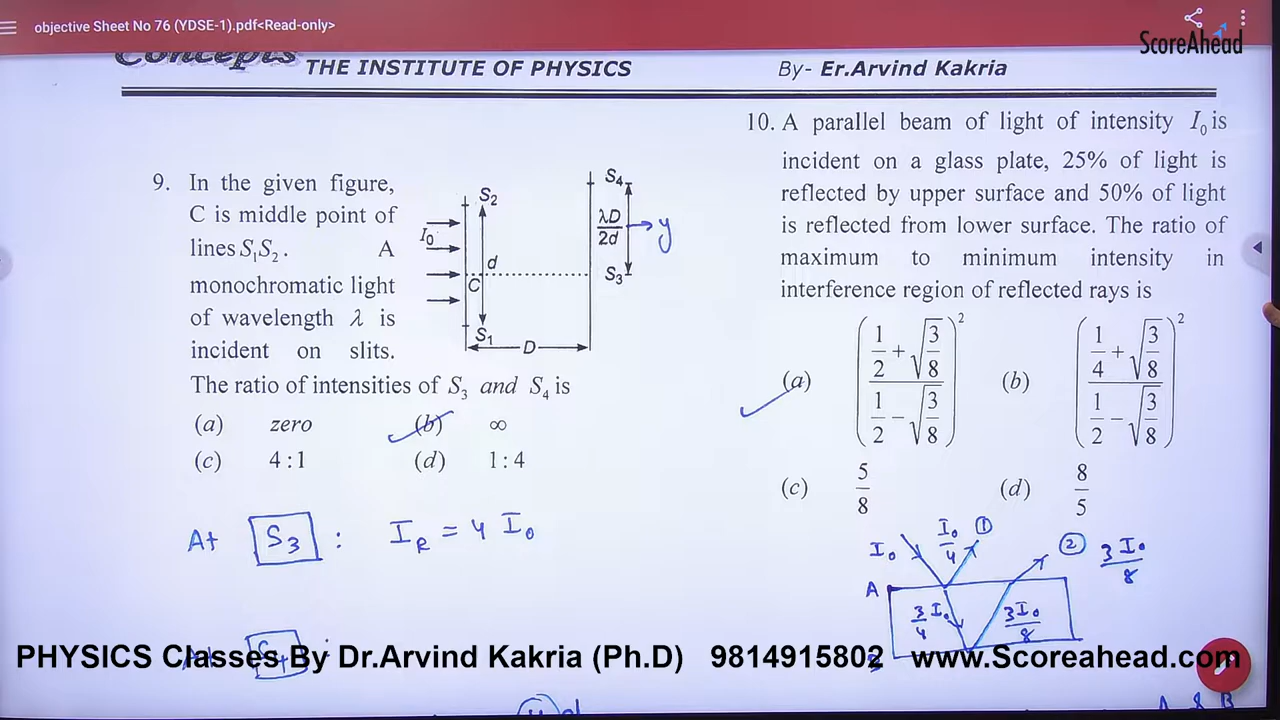 objective Sheet No 76 (YDSE-1).pdf<Read-only>
ScoreAhead
Concepts THE INSTITUTE OF PHYSICS By- Er.Arvind Kakria
9. In the given figure,
C is middle point of
lines S₁S₂. A
monochromatic light
of wavelength λ is
incident on slits.
The ratio of intensities of S₃ and S₄ is
(a) zero (b) ∞
(c) 4 : 1 (d) 1 : 4
S₂
I₀
d
C
S₁
D
S₄
λD/2d
y
S₃
At S₃ : I_R = 4 I₀
At S₄ :
10. A parallel beam of light of intensity I₀ is
incident on a glass plate, 25% of light is
reflected by upper surface and 50% of light
is reflected from lower surface. The ratio of
maximum to minimum intensity in
interference region of reflected rays is
(a) ((1/2 + √(3/8))/(1/2 − √(3/8)))² (b) ((1/4 + √(3/8))/(1/2 − √(3/8)))²
(c) 5/8 (d) 8/5
I₀ I₀/4 ① ② 3I₀/8
A
3/4 I₀ 3I₀/8
PHYSICS Classes By Dr.Arvind Kakria (Ph.D) 9814915802 www.Scoreahead.com
A & B